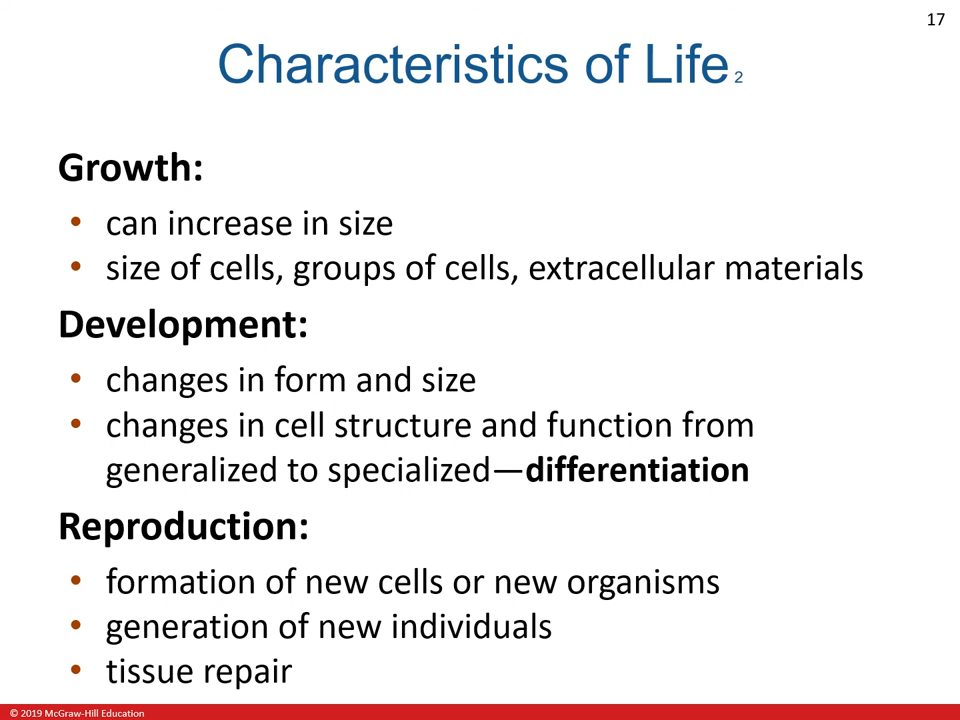 17
Characteristics of Life 2
Growth:
• can increase in size
• size of cells, groups of cells, extracellular materials
Development:
• changes in form and size
• changes in cell structure and function from
generalized to specialized—differentiation
Reproduction:
• formation of new cells or new organisms
• generation of new individuals
• tissue repair
© 2019 McGraw-Hill Education